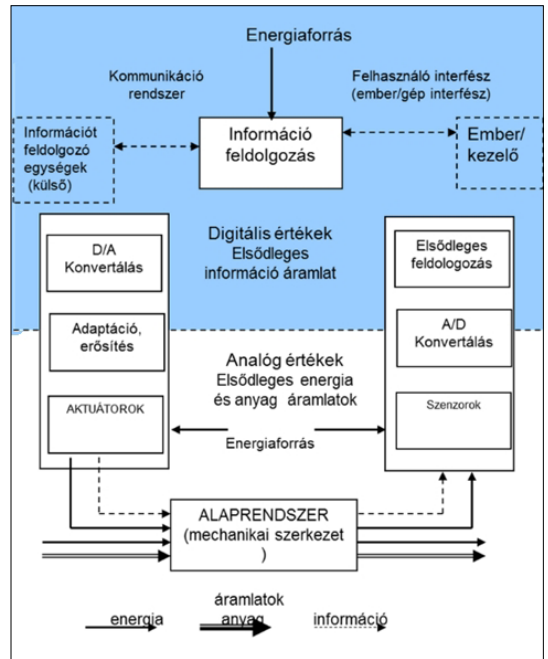 Energiaforrás
Kommunikáció
rendszer
Felhasználó interfész
(ember/gép interfész)
Információt
feldolgozó
egységek
(külső)
Információ
feldolgozás
Ember/
kezelő
D/A
Konvertálás
Digitális értékek
Elsődleges
információ áramlat
Elsődleges
feldologozás
Adaptáció,
erősítés
A/D
Konvertálás
Analóg értékek
Elsődleges energia
és anyag áramlatok
AKTUÁTOROK
Szenzorok
Energiaforrás
ALAPRENDSZER
(mechanikai szerkezet
)
áramlatok
energia
anyag
információ